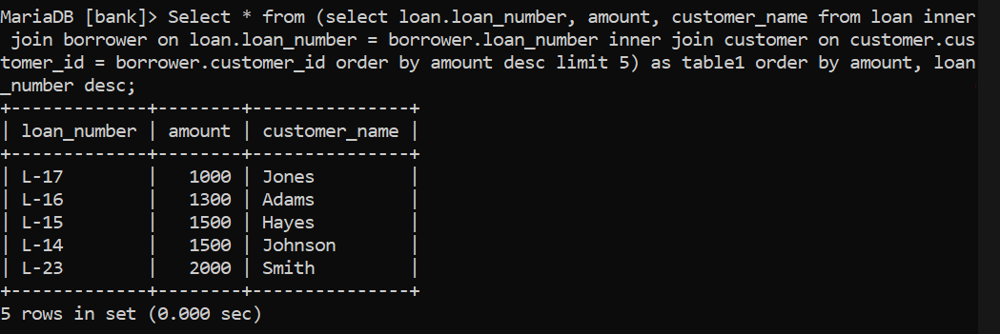 MariaDB [bank]> Select * from (select loan.loan_number, amount, customer_name from loan inner
 join borrower on loan.loan_number = borrower.loan_number inner join customer on customer.cus
tomer_id = borrower.customer_id order by amount desc limit 5) as table1 order by amount, loan
_number desc;
+-------------+--------+---------------+
| loan_number | amount | customer_name |
+-------------+--------+---------------+
| L-17        |   1000 | Jones         |
| L-16        |   1300 | Adams         |
| L-15        |   1500 | Hayes         |
| L-14        |   1500 | Johnson       |
| L-23        |   2000 | Smith         |
+-------------+--------+---------------+
5 rows in set (0.000 sec)